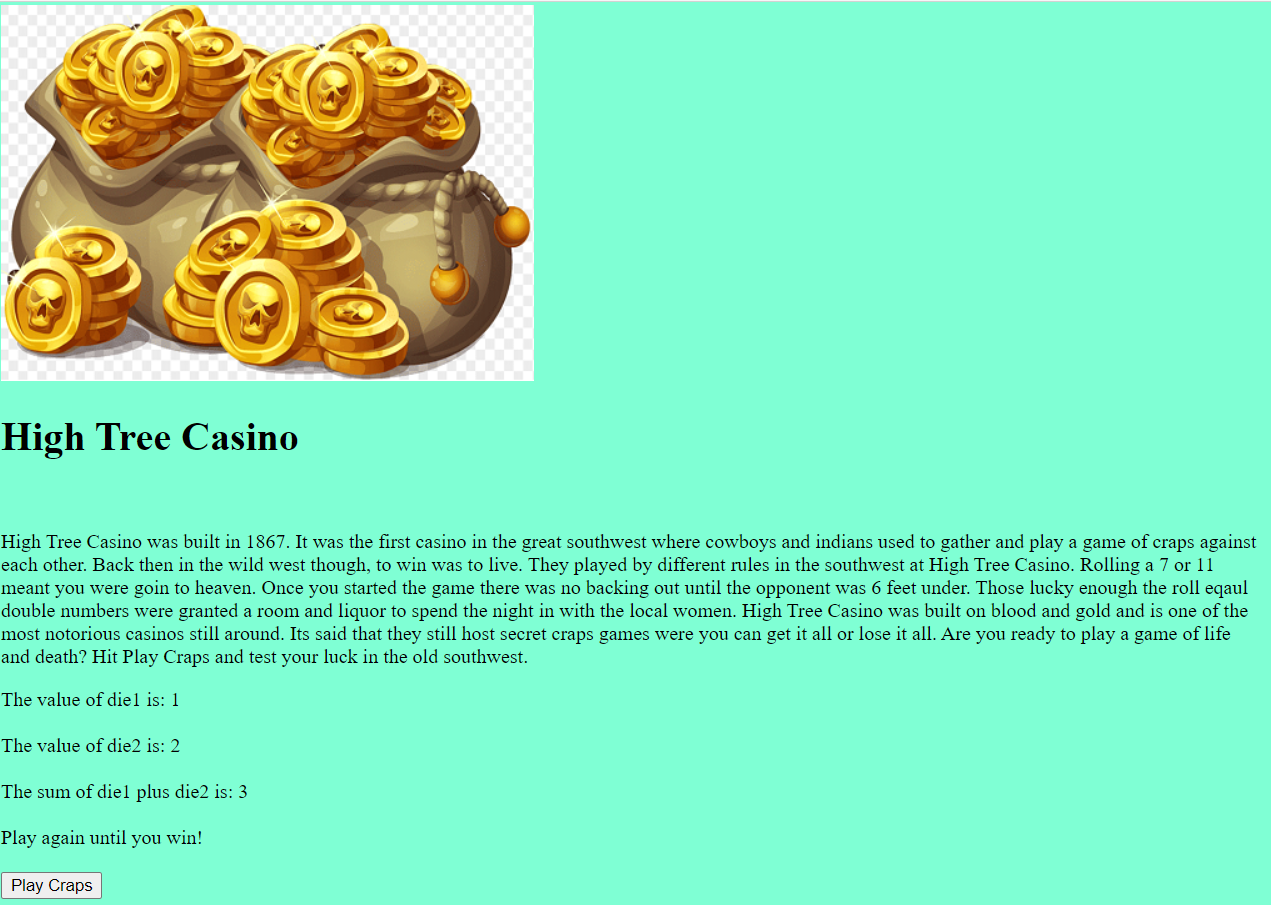 High Tree Casino
High Tree Casino was built in 1867. It was the first casino in the great southwest where cowboys and indians used to gather and play a game of craps against
each other. Back then in the wild west though, to win was to live. They played by different rules in the southwest at High Tree Casino. Rolling a 7 or 11
meant you were goin to heaven. Once you started the game there was no backing out until the opponent was 6 feet under. Those lucky enough the roll eqaul
double numbers were granted a room and liquor to spend the night in with the local women. High Tree Casino was built on blood and gold and is one of the
most notorious casinos still around. Its said that they still host secret craps games were you can get it all or lose it all. Are you ready to play a game of life
and death? Hit Play Craps and test your luck in the old southwest.
The value of die1 is: 1
The value of die2 is: 2
The sum of die1 plus die2 is: 3
Play again until you win!
Play Craps